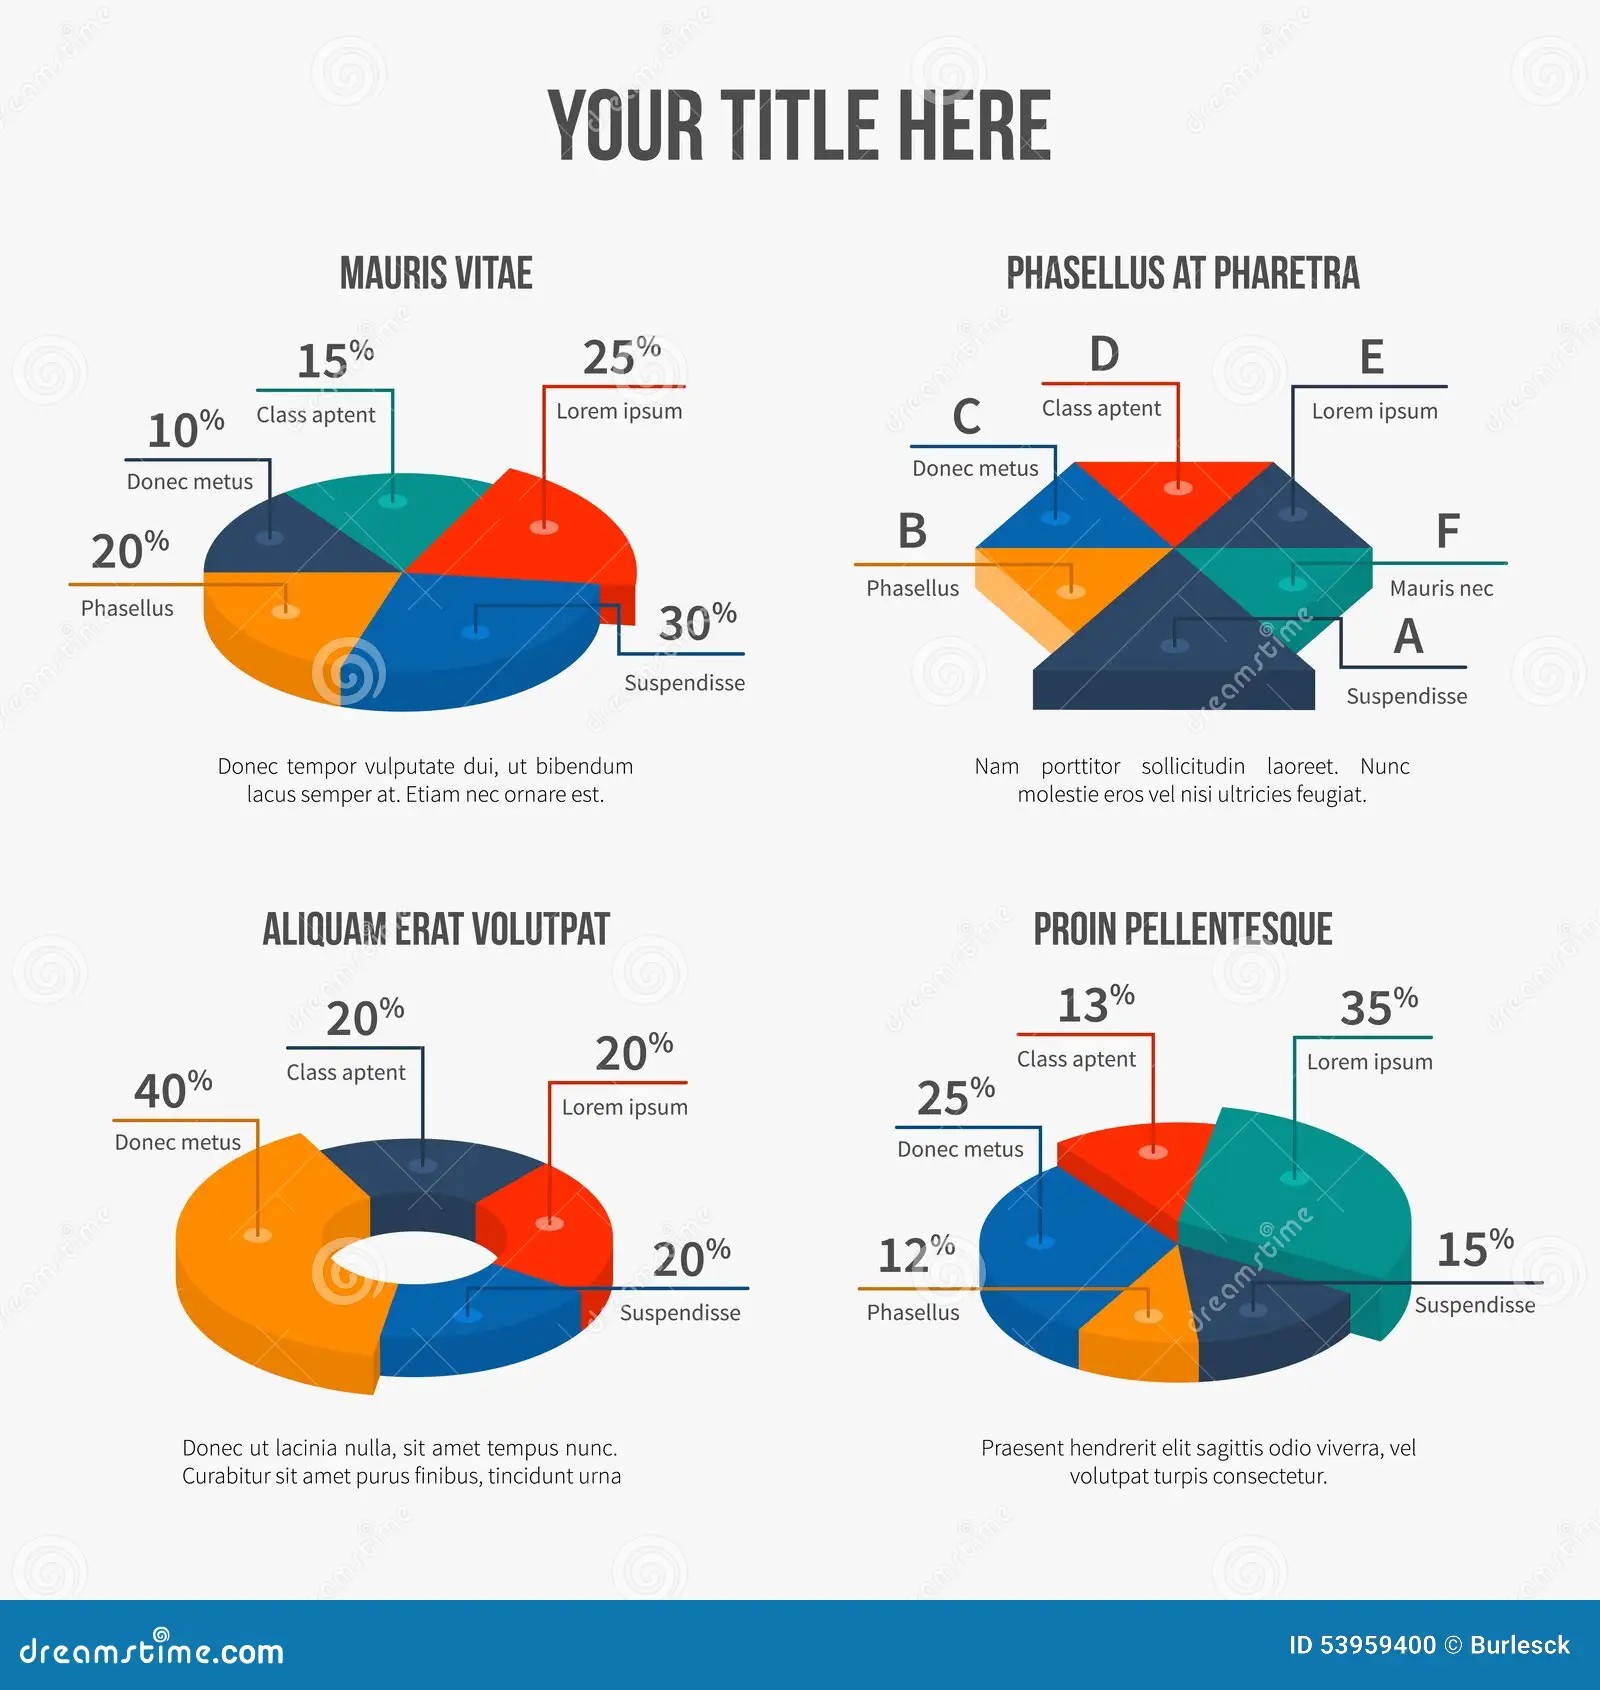 YOUR TITLE HERE
MAURIS VITAE
15%
Class aptent
25%
Lorem ipsum
10%
Donec metus
20%
Phasellus
30%
Suspendisse
Donec tempor vulputate dui, ut bibendum
lacus semper at. Etiam nec ornare est.
PHASELLUS AT PHARETRA
D
Class aptent
E
Lorem ipsum
C
Donec metus
B
Phasellus
F
Mauris nec
A
Suspendisse
Nam porttitor sollicitudin laoreet. Nunc
molestie eros vel nisi ultricies feugiat.
ALIQUAM ERAT VOLUTPAT
20%
Class aptent
20%
Lorem ipsum
40%
Donec metus
20%
Suspendisse
Donec ut lacinia nulla, sit amet tempus nunc.
Curabitur sit amet purus finibus, tincidunt urna
PROIN PELLENTESQUE
13%
Class aptent
35%
Lorem ipsum
25%
Donec metus
12%
Phasellus
15%
Suspendisse
Praesent hendrerit elit sagittis odio viverra, vel
volutpat turpis consectetur.
dreamstime.com
ID 53959400 © Burlesck